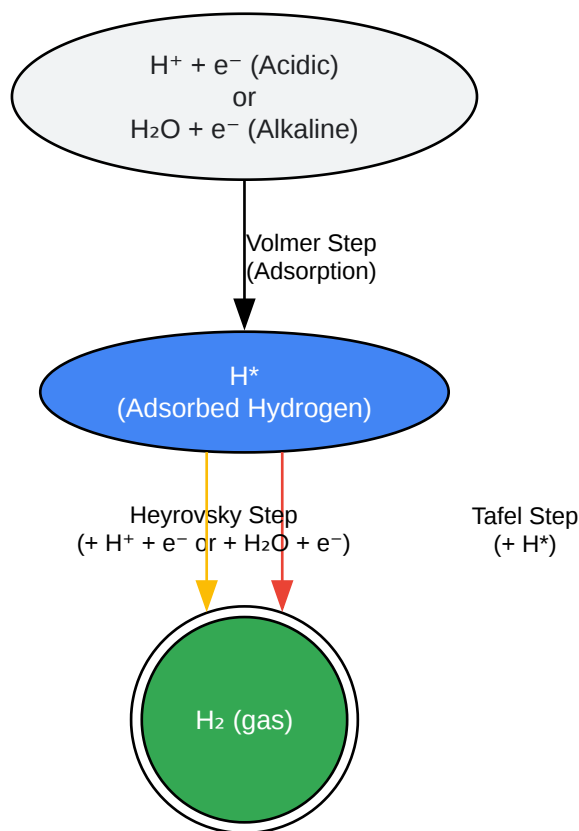 H⁺ + e⁻ (Acidic)
or
H₂O + e⁻ (Alkaline)
Volmer Step
(Adsorption)
H*
(Adsorbed Hydrogen)
Heyrovsky Step
(+ H⁺ + e⁻ or + H₂O + e⁻)
Tafel Step
(+ H*)
H₂ (gas)